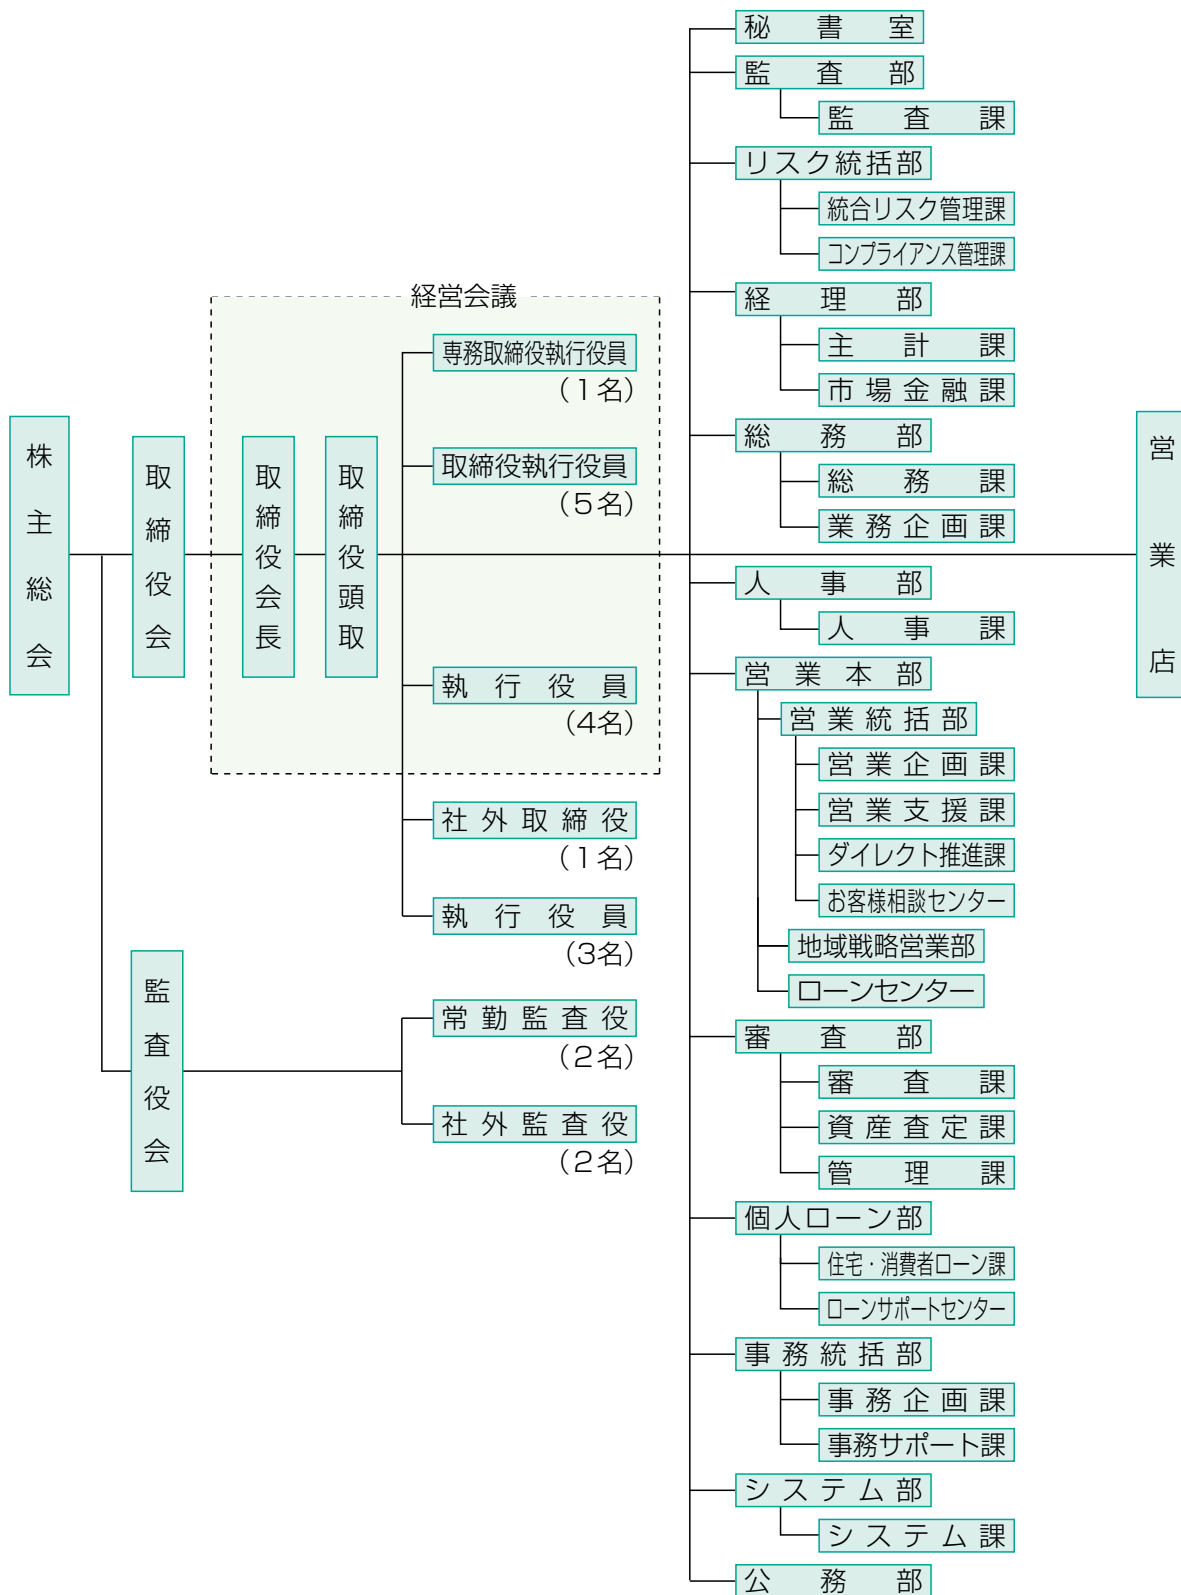 株主総会
取締役会
監査役会
経営会議
取締役会長
取締役頭取
専務取締役執行役員
(1名)
取締役執行役員
(5名)
執行役員
(4名)
社外取締役
(1名)
執行役員
(3名)
常勤監査役
(2名)
社外監査役
(2名)
秘書室
監査部
監査課
リスク統括部
統合リスク管理課
コンプライアンス管理課
経理部
主計課
市場金融課
総務部
総務課
業務企画課
人事部
人事課
営業本部
営業統括部
営業企画課
営業支援課
ダイレクト推進課
お客様相談センター
地域戦略営業部
ローンセンター
審査部
審査課
資産査定課
管理課
個人ローン部
住宅・消費者ローン課
ローンサポートセンター
事務統括部
事務企画課
事務サポート課
システム部
システム課
公務部
営業店